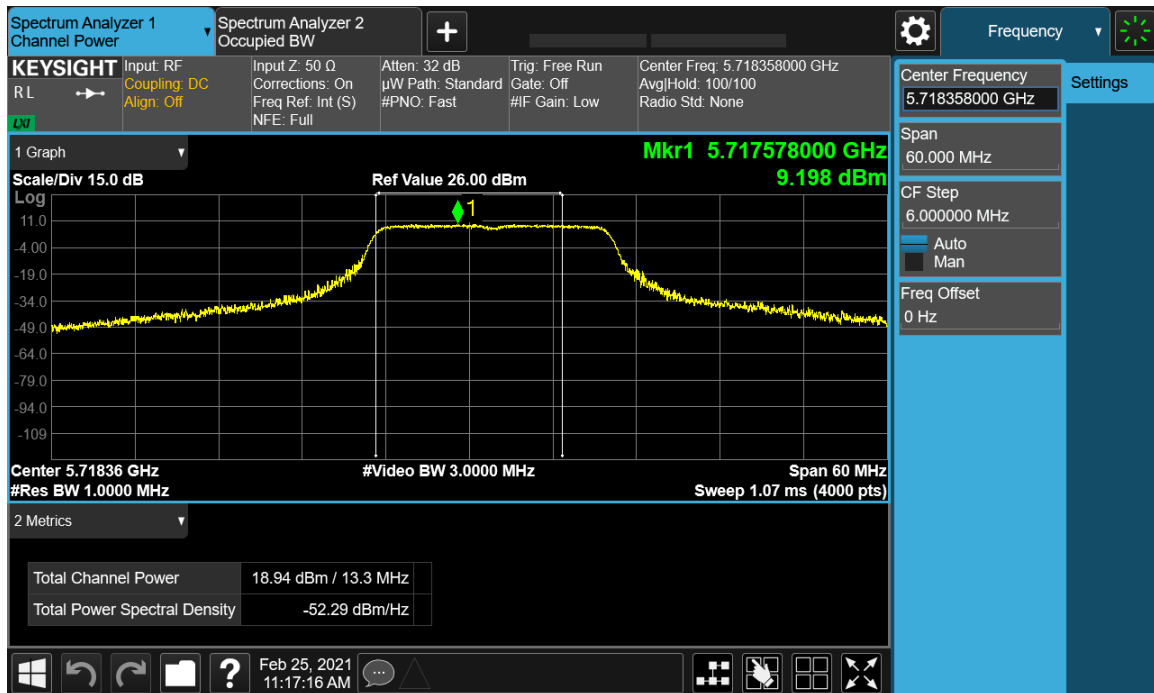 Spectrum Analyzer 1
Channel Power
Spectrum Analyzer 2
Occupied BW
Frequency
KEYSIGHT
R L
LXI
Input: RF
Coupling: DC
Align: Off
Input Z: 50 Ω
Corrections: On
Freq Ref: Int (S)
NFE: Full
Atten: 32 dB
µW Path: Standard
#PNO: Fast
Trig: Free Run
Gate: Off
#IF Gain: Low
Center Freq: 5.718358000 GHz
Avg|Hold: 100/100
Radio Std: None
Center Frequency
5.718358000 GHz
Settings
Span
60.000 MHz
CF Step
6.000000 MHz
Auto
Man
Freq Offset
0 Hz
1 Graph
Mkr1 5.717578000 GHz
9.198 dBm
Scale/Div 15.0 dB
Ref Value 26.00 dBm
Log
1
11.0
-4.00
-19.0
-34.0
-49.0
-64.0
-79.0
-94.0
-109
Center 5.71836 GHz
#Video BW 3.0000 MHz
Span 60 MHz
#Res BW 1.0000 MHz
Sweep 1.07 ms (4000 pts)
2 Metrics
Total Channel Power 18.94 dBm / 13.3 MHz
Total Power Spectral Density -52.29 dBm/Hz
?
Feb 25, 2021
11:17:16 AM